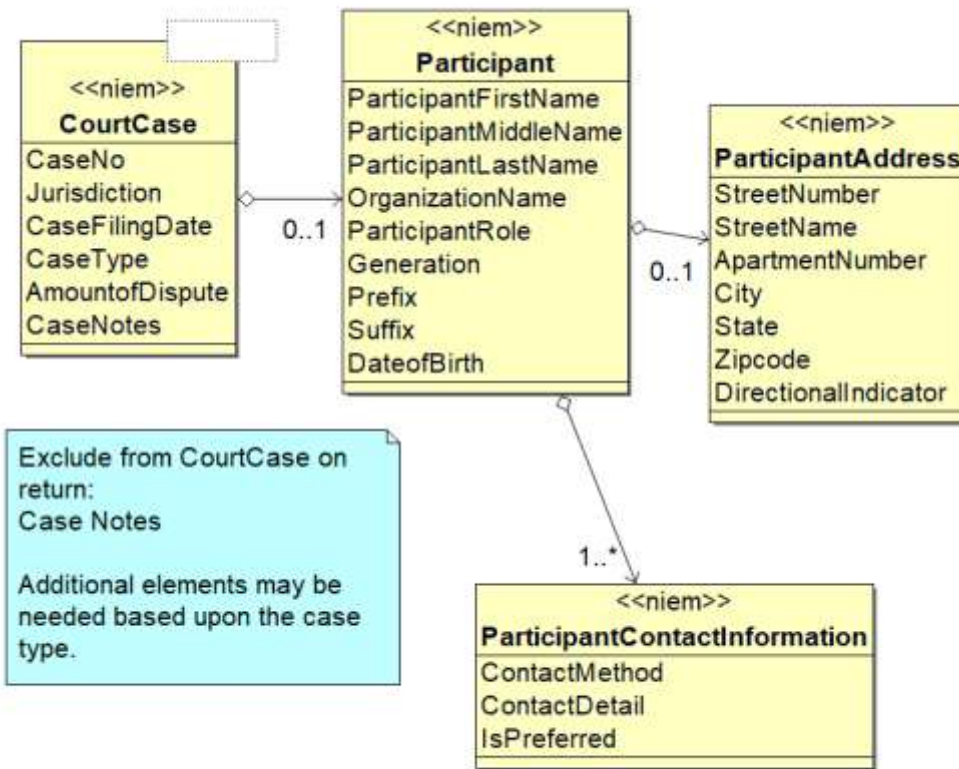 <<niem>>
CourtCase
CaseNo
Jurisdiction
CaseFilingDate
CaseType
AmountofDispute
CaseNotes
0..1
<<niem>>
Participant
ParticipantFirstName
ParticipantMiddleName
ParticipantLastName
OrganizationName
ParticipantRole
Generation
Prefix
Suffix
DateofBirth
0..1
<<niem>>
ParticipantAddress
StreetNumber
StreetName
ApartmentNumber
City
State
Zipcode
DirectionalIndicator
Exclude from CourtCase on
return:
Case Notes
Additional elements may be
needed based upon the case
type.
1..*
<<niem>>
ParticipantContactInformation
ContactMethod
ContactDetail
IsPreferred